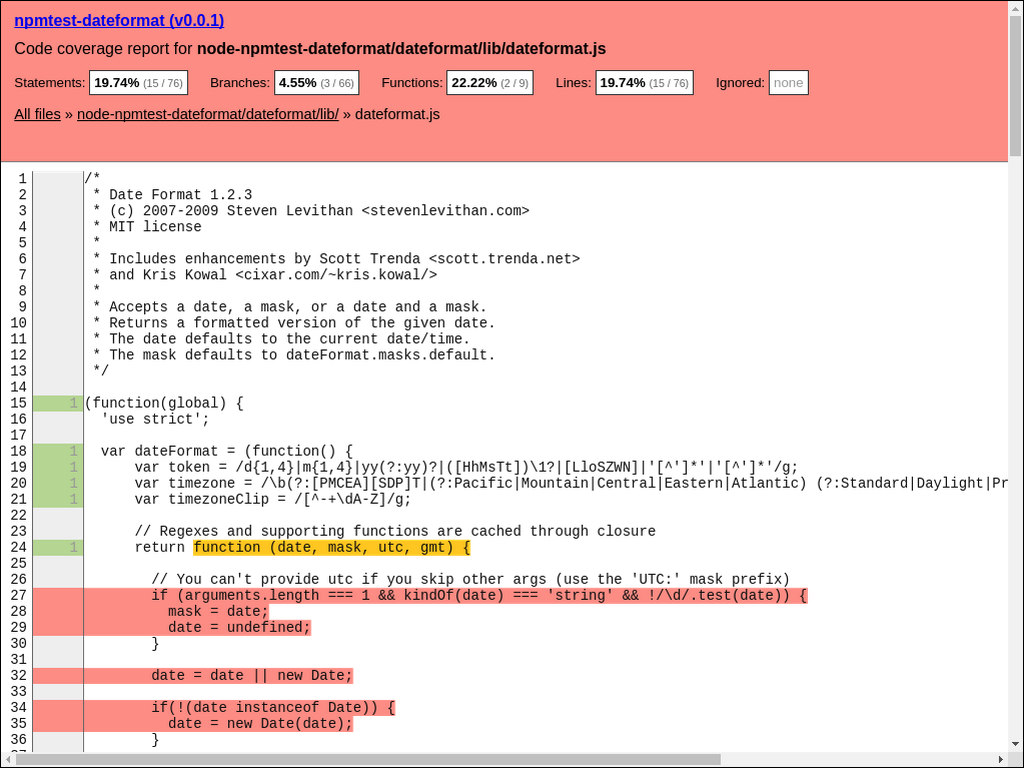 npmtest-dateformat (v0.0.1)
Code coverage report for node-npmtest-dateformat/dateformat/lib/dateformat.js
Statements: 19.74% (15 / 76) Branches: 4.55% (3 / 66) Functions: 22.22% (2 / 9) Lines: 19.74% (15 / 76) Ignored: none
All files » node-npmtest-dateformat/dateformat/lib/ » dateformat.js
1 /*
2 * Date Format 1.2.3
3 * (c) 2007-2009 Steven Levithan <stevenlevithan.com>
4 * MIT license
5 *
6 * Includes enhancements by Scott Trenda <scott.trenda.net>
7 * and Kris Kowal <cixar.com/~kris.kowal/>
8 *
9 * Accepts a date, a mask, or a date and a mask.
10 * Returns a formatted version of the given date.
11 * The date defaults to the current date/time.
12 * The mask defaults to dateFormat.masks.default.
13 */
14
15 1 (function(global) {
16 'use strict';
17
18 1 var dateFormat = (function() {
19 1 var token = /d{1,4}|m{1,4}|yy(?:yy)?|([HhMsTt])\1?|[LloSZWN]|'[^']*'|'[^']*'/g;
20 1 var timezone = /\b(?:[PMCEA][SDP]T|(?:Pacific|Mountain|Central|Eastern|Atlantic) (?:Standard|Daylight|Pr
21 1 var timezoneClip = /[^-+\dA-Z]/g;
22
23 // Regexes and supporting functions are cached through closure
24 1 return function (date, mask, utc, gmt) {
25
26 // You can't provide utc if you skip other args (use the 'UTC:' mask prefix)
27 if (arguments.length === 1 && kindOf(date) === 'string' && !/\d/.test(date)) {
28 mask = date;
29 date = undefined;
30 }
31
32 date = date || new Date;
33
34 if(!(date instanceof Date)) {
35 date = new Date(date);
36 }